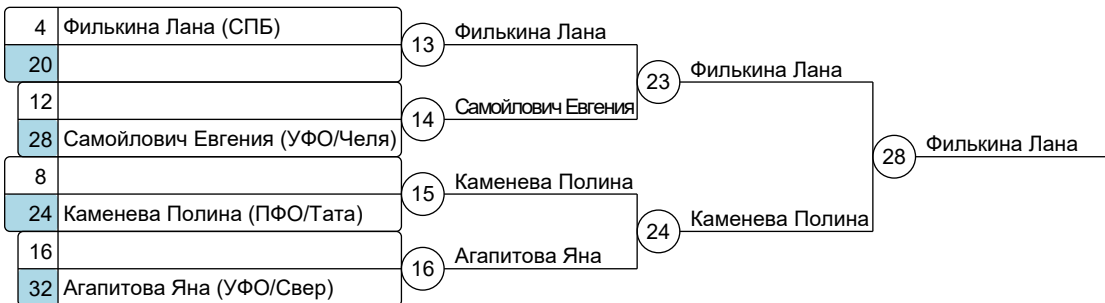 4 Филькина Лана (СПБ)
20
12
28 Самойлович Евгения (УФО/Челя)
8
24 Каменева Полина (ПФО/Тата)
16
32 Агапитова Яна (УФО/Свер)
13 Филькина Лана
14 Самойлович Евгения
15 Каменева Полина
16 Агапитова Яна
23 Филькина Лана
24 Каменева Полина
28 Филькина Лана